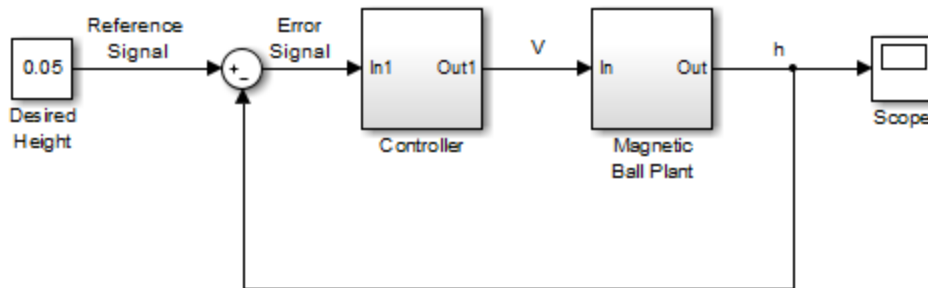 Reference
Signal
Error
Signal
0.05
+
-
In1
Out1
V
In
Out
h
Desired
Height
Controller
Magnetic
Ball Plant
Scope